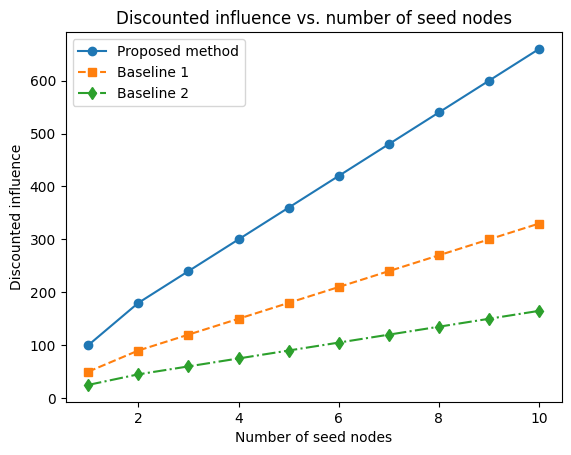 Discounted influence vs. number of seed nodes
Proposed method
Baseline 1
Baseline 2
Discounted influence
600
500
400
300
200
100
0
2
4
6
8
10
Number of seed nodes